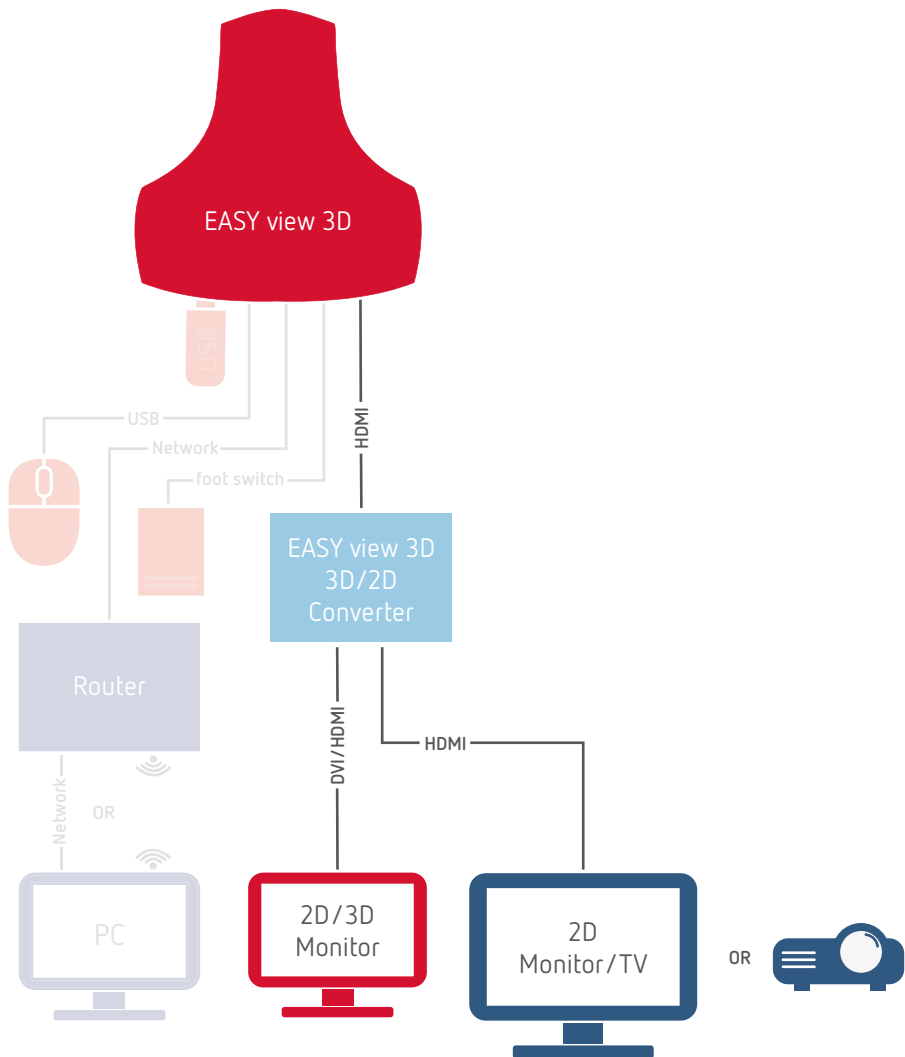 EASY view 3D
USB
USB
Network
foot switch
HDMI
EASY view 3D
3D/2D
Converter
Router
DVI/HDMI
HDMI
Network
OR
PC
2D/3D
Monitor
2D
Monitor/TV
OR